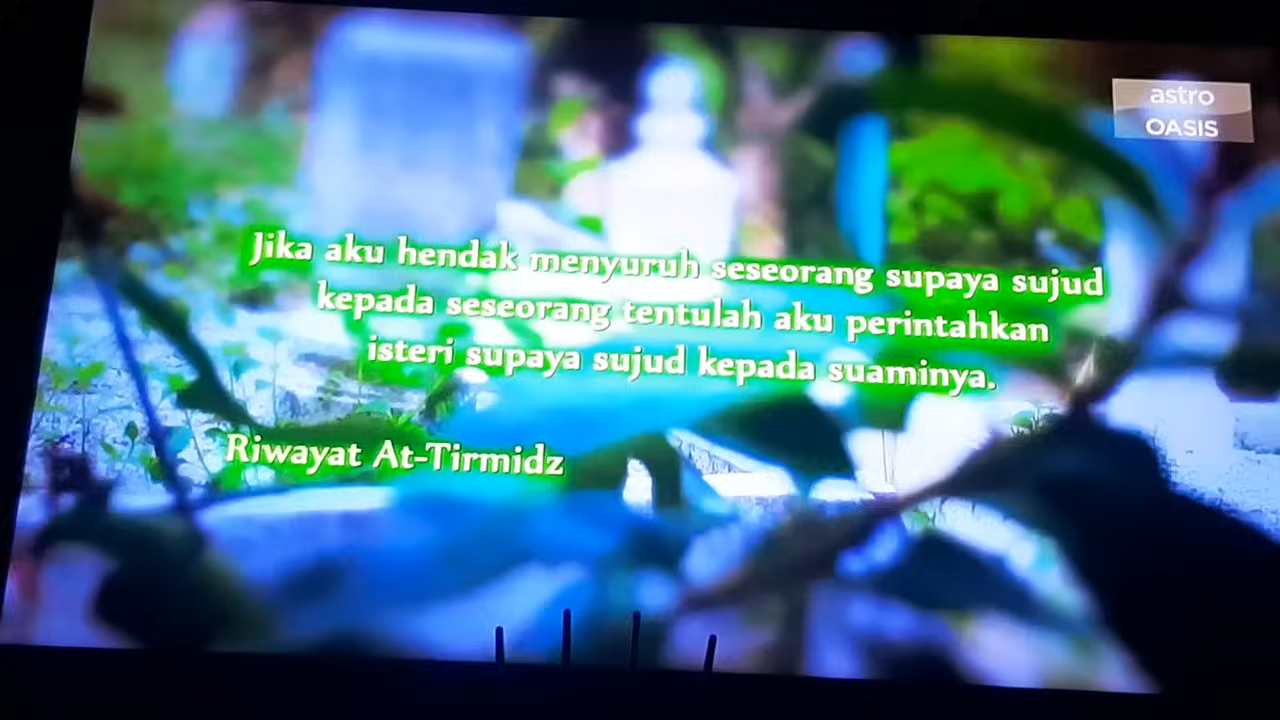 astro
OASIS
Jika aku hendak menyuruh seseorang supaya sujud
kepada seseorang tentulah aku perintahkan
isteri supaya sujud kepada suaminya.
Riwayat At-Tirmidz